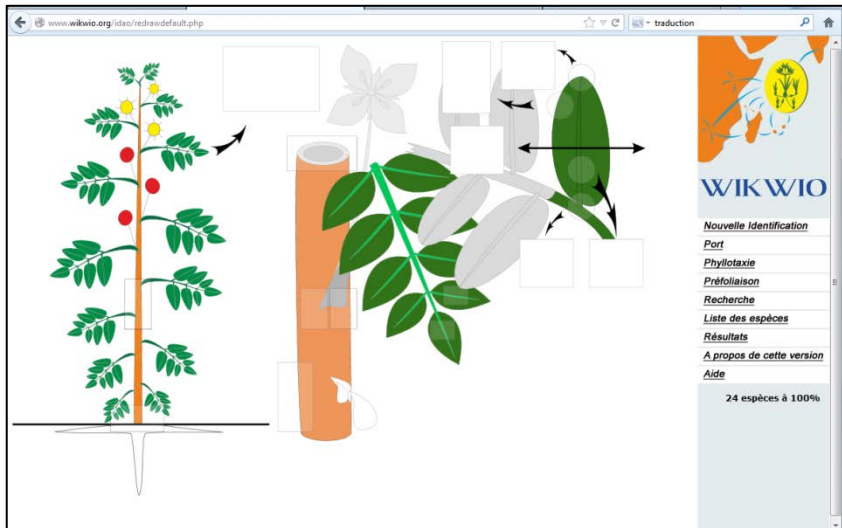 www.wikwio.org/idao/redrawdefault.php
traduction
WIKWIO
Nouvelle Identification
Port
Phyllotaxie
Préfoliaison
Recherche
Liste des espèces
Résultats
A propos de cette version
Aide
24 espèces à 100%